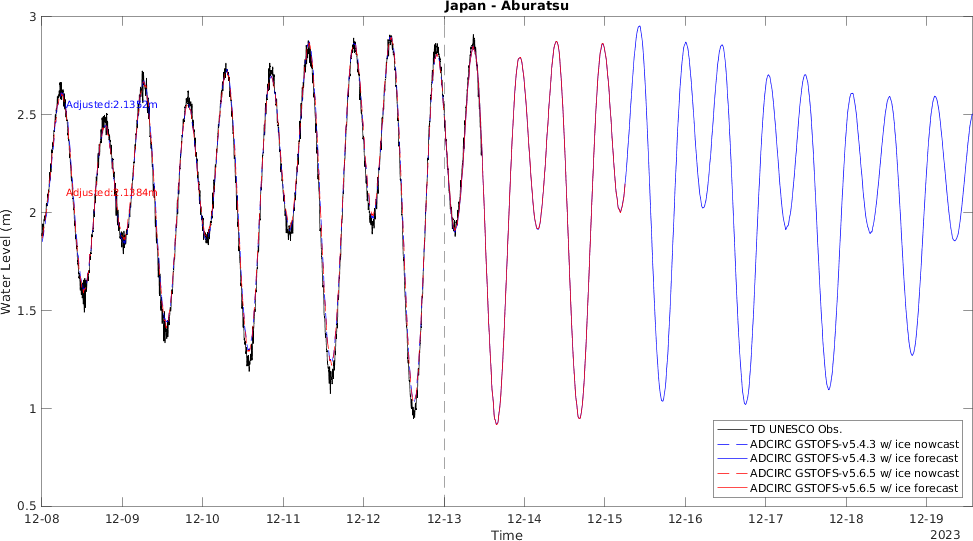 Japan - Aburatsu
3
2.5
2
1.5
1
0.5
Water Level (m)
Adjusted:2.1352m
Adjusted:2.1384m
TD UNESCO Obs.
ADCIRC GSTOFS-v5.4.3 w/ ice nowcast
ADCIRC GSTOFS-v5.4.3 w/ ice forecast
ADCIRC GSTOFS-v5.6.5 w/ ice nowcast
ADCIRC GSTOFS-v5.6.5 w/ ice forecast
12-08 12-09 12-10 12-11 12-12 12-13 12-14 12-15 12-16 12-17 12-18 12-19
Time
2023